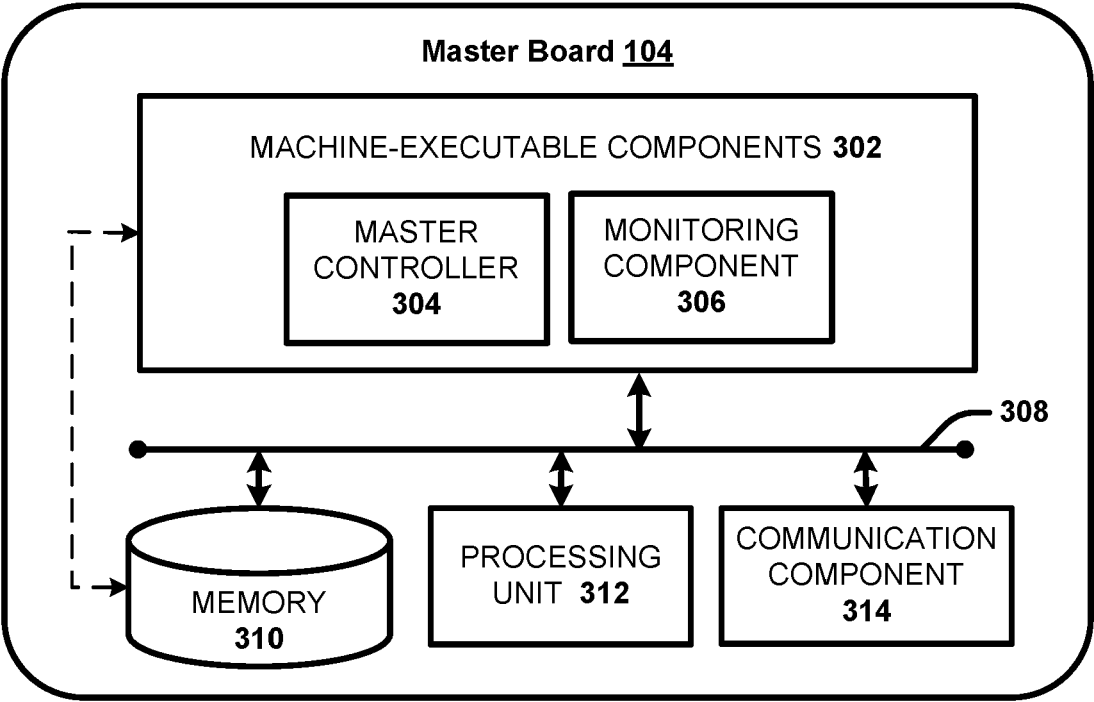 Master Board 104
MACHINE-EXECUTABLE COMPONENTS 302
MASTER
CONTROLLER
304
MONITORING
COMPONENT
306
308
MEMORY
310
PROCESSING
UNIT 312
COMMUNICATION
COMPONENT
314